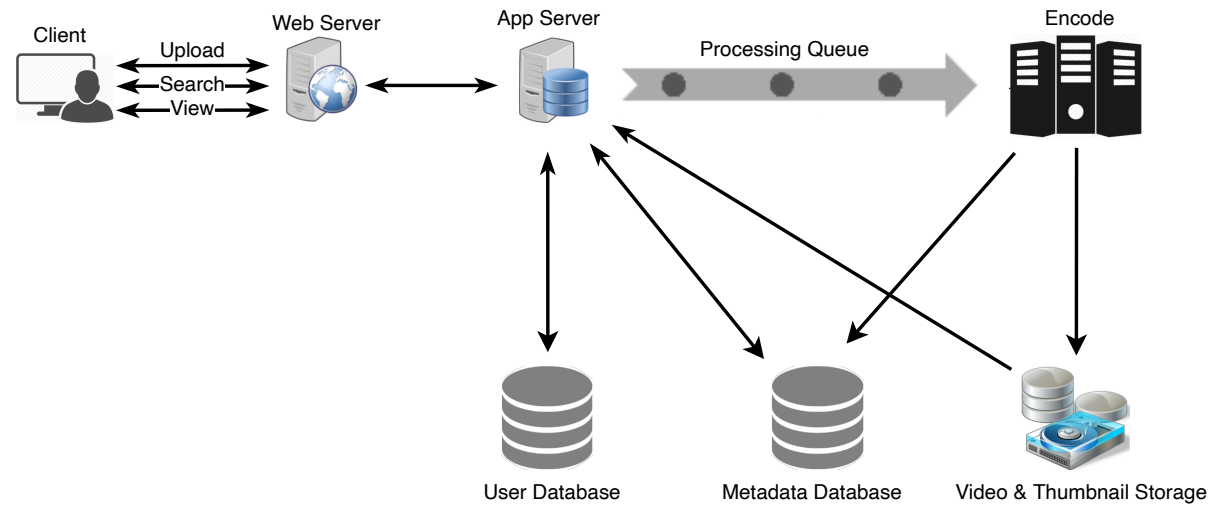 Client
Web Server
App Server
Encode
Upload
Search
View
Processing Queue
User Database
Metadata Database
Video & Thumbnail Storage